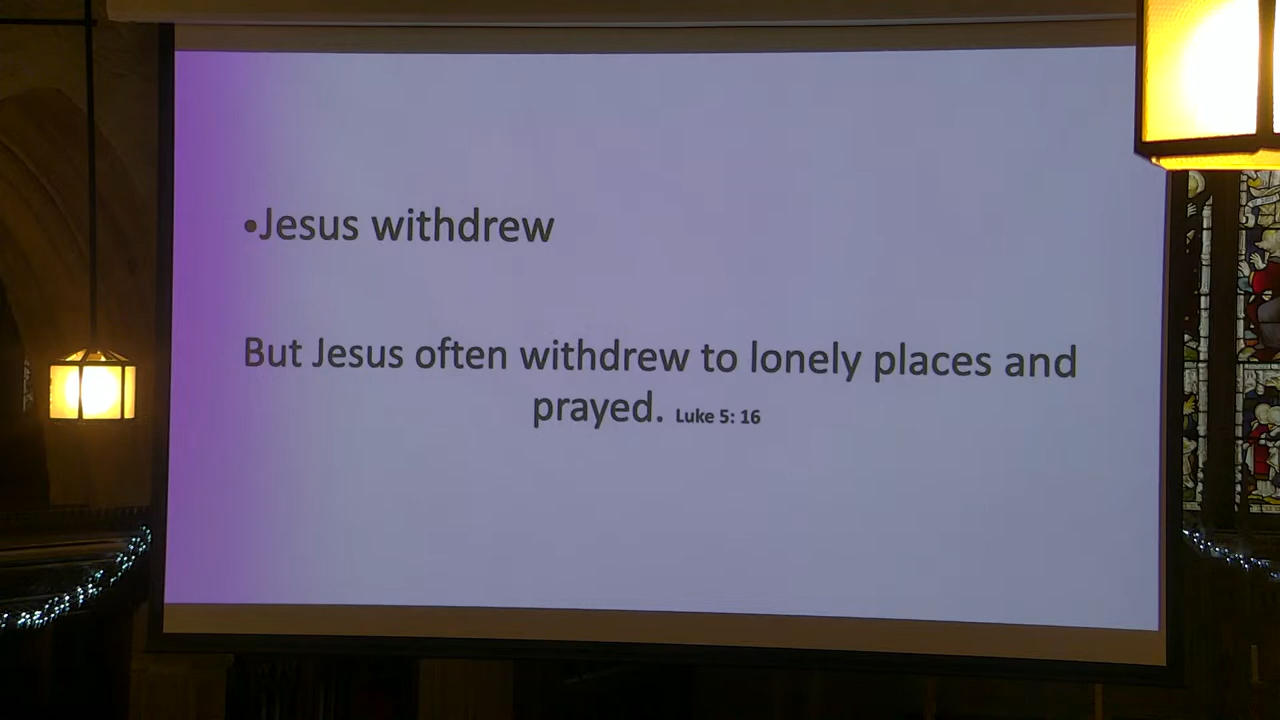 •Jesus withdrew
But Jesus often withdrew to lonely places and
prayed. Luke 5: 16